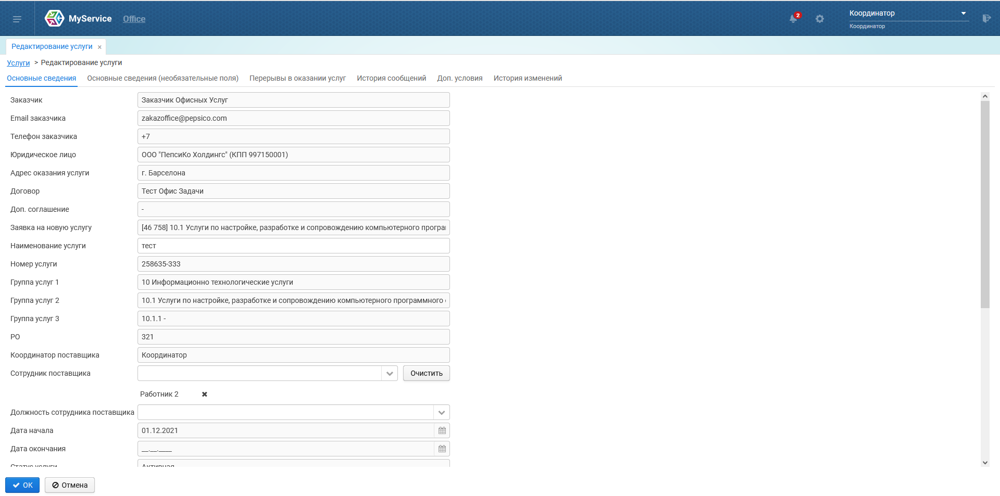 MyService Office 2 Координатор
Координатор
Редактирование услуги ×
Услуги > Редактирование услуги
Основные сведения Основные сведения (необязательные поля) Перерывы в оказании услуг История сообщений Доп. условия История изменений
Заказчик Заказчик Офисных Услуг
Email заказчика zakazoffice@pepsico.com
Телефон заказчика +7
Юридическое лицо ООО "ПепсиКо Холдингс" (КПП 997150001)
Адрес оказания услуги г. Барселона
Договор Тест Офис Задачи
Доп. соглашение -
Заявка на новую услугу [46 758] 10.1 Услуги по настройке, разработке и сопровождению компьютерного програ
Наименование услуги тест
Номер услуги 258635-333
Группа услуг 1 10 Информационно технологические услуги
Группа услуг 2 10.1 Услуги по настройке, разработке и сопровождению компьютерного программного
Группа услуг 3 10.1.1 -
PO 321
Координатор поставщика Координатор
Сотрудник поставщика Очистить
Работник 2 ✖
Должность сотрудника поставщика
Дата начала 01.12.2021
Дата окончания __.__.____
Статус услуги Активная
OK Отмена